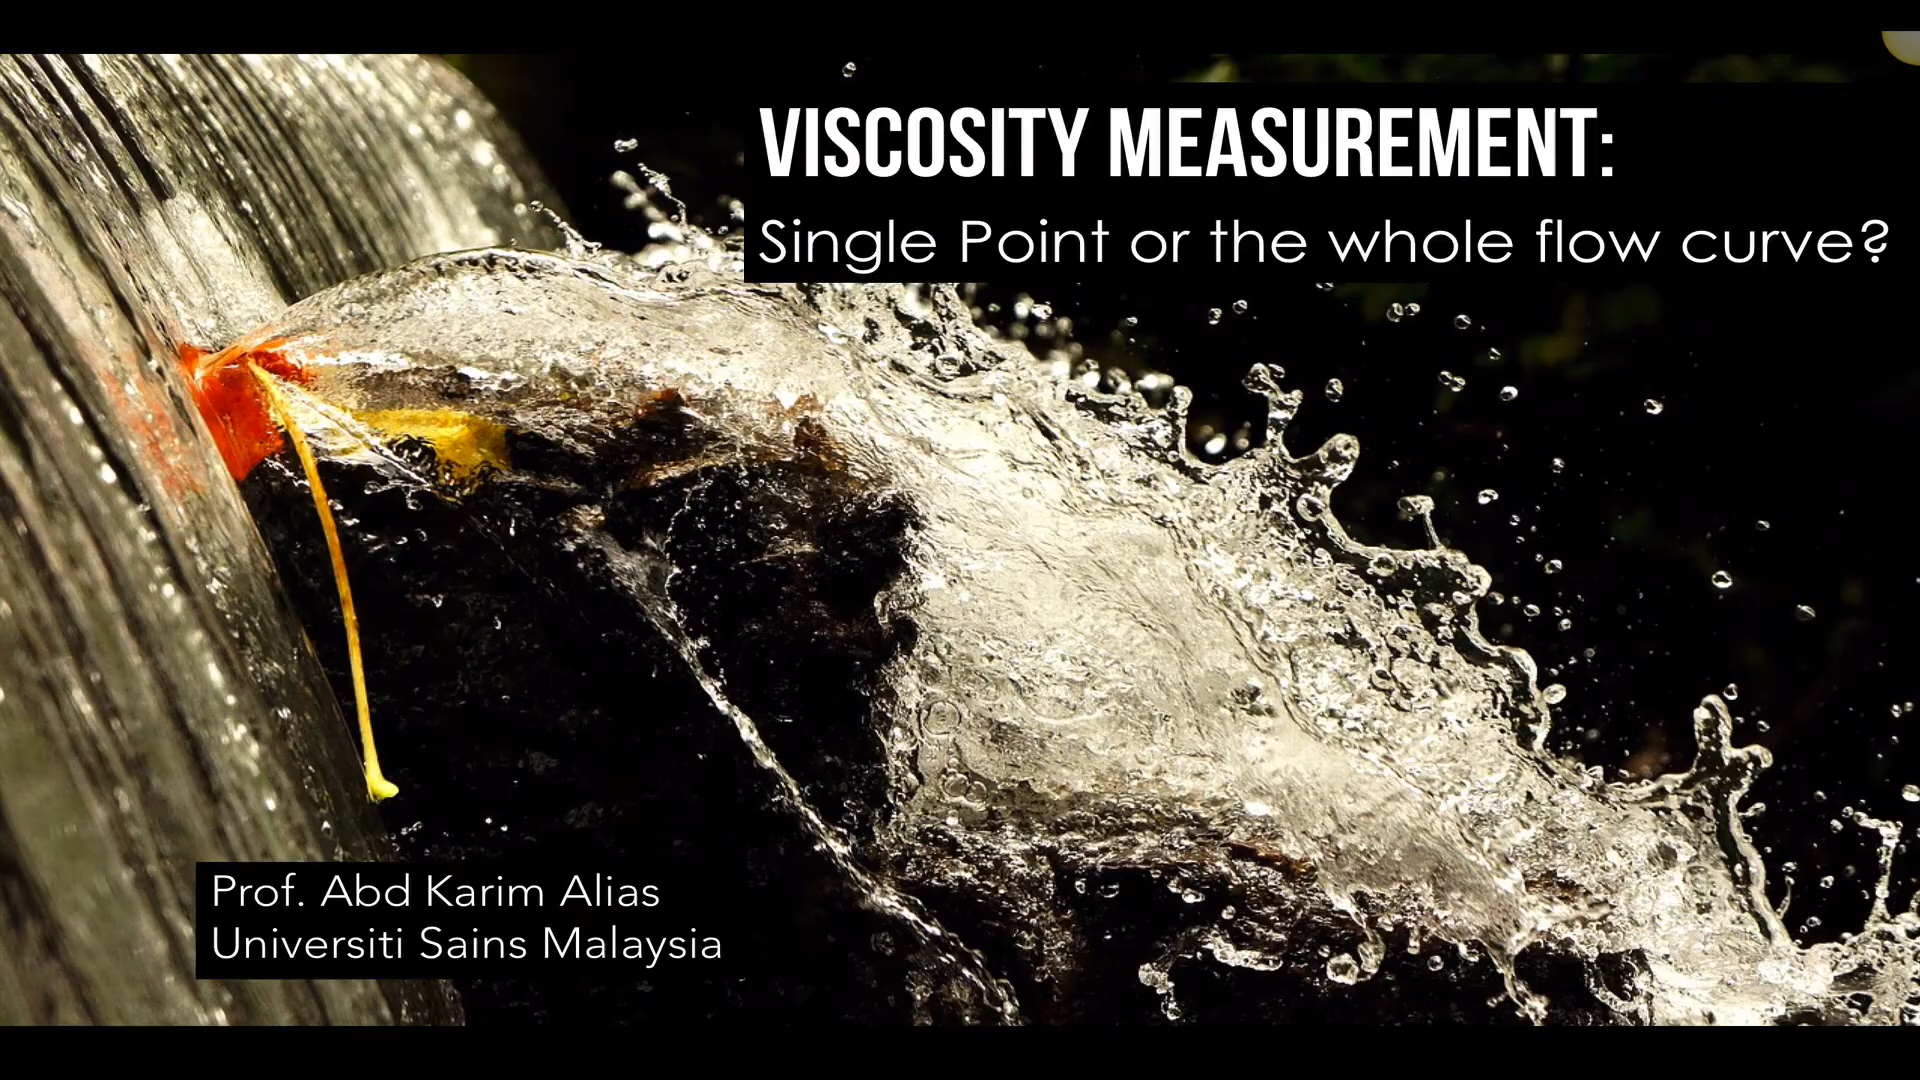 VISCOSITY MEASUREMENT:
Single Point or the whole flow curve?
Prof. Abd Karim Alias
Universiti Sains Malaysia